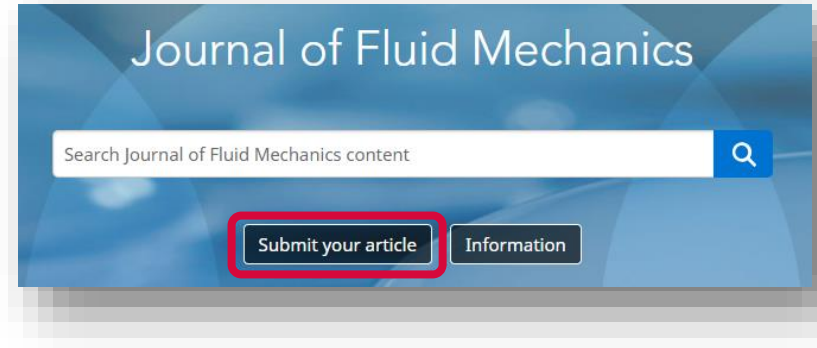 Journal of Fluid Mechanics
Search Journal of Fluid Mechanics content
Submit your article Information